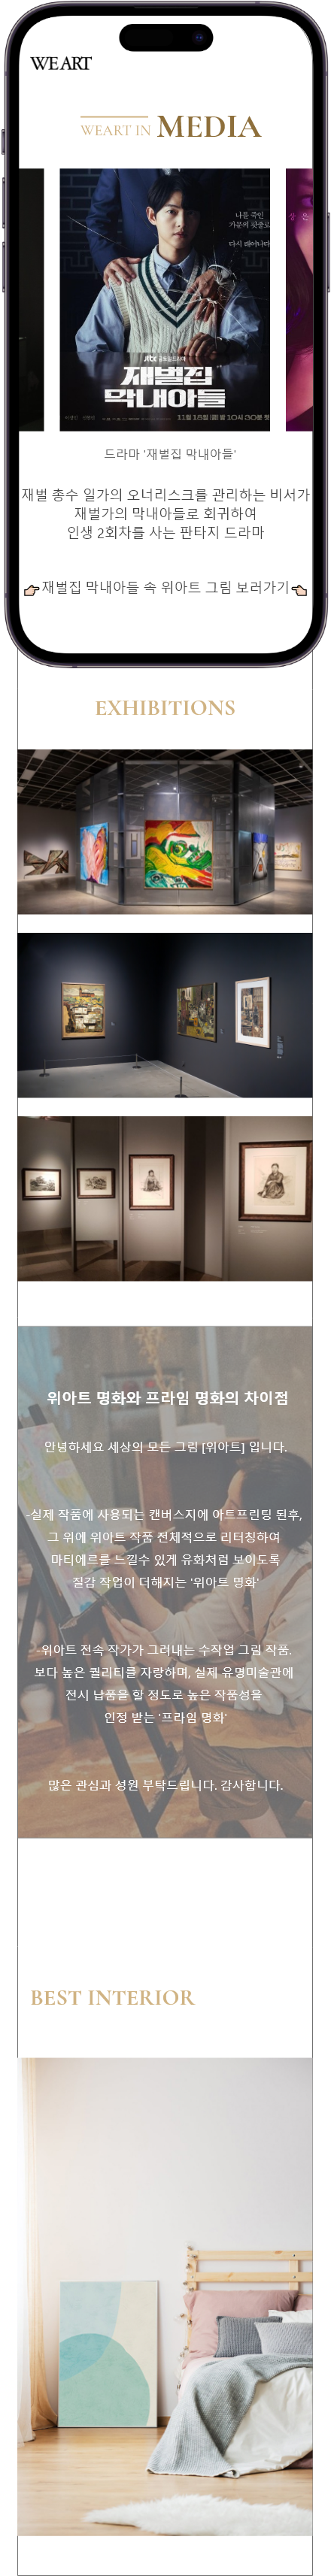 WE ART
WEART IN MEDIA
나를 죽인
가문의 핏줄로
다시 태어나다
jtbc 금토일드라마
재벌집
막내아들
드라마 '재벌집 막내아들'
재벌 총수 일가의 오너리스크를 관리하는 비서가
재벌가의 막내아들로 회귀하여
인생 2회차를 사는 판타지 드라마
👉재벌집 막내아들 속 위아트 그림 보러가기👈
EXHIBITIONS
위아트 명화와 프라임 명화의 차이점
안녕하세요 세상의 모든 그림 [위아트] 입니다.
-실제 작품에 사용되는 캔버스지에 아트프린팅 된후,
그 위에 위아트 작품 전체적으로 리터칭하여
마티에르를 느낄수 있게 유화처럼 보이도록
질감 작업이 더해지는 '위아트 명화'
-위아트 전속 작가가 그려내는 수작업 그림 작품.
보다 높은 퀄리티를 자랑하며, 실제 유명미술관에
전시 납품을 할 정도로 높은 작품성을
인정 받는 '프라임 명화'
많은 관심과 성원 부탁드립니다. 감사합니다.
BEST INTERIOR